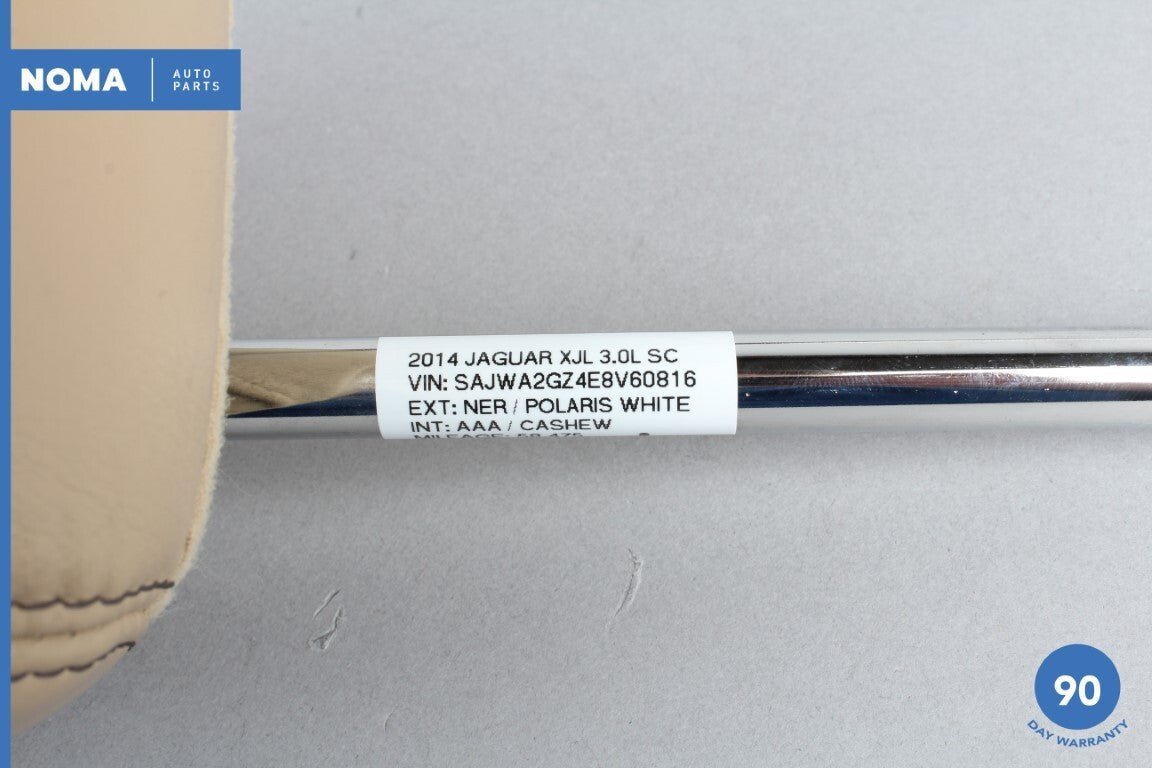 NOMA
AUTO
PARTS
2014 JAGUAR XJL 3.0L SC
VIN: SAJWA2GZ4E8V60816
EXT: NER / POLARIS WHITE
INT: AAA / CASHEW
MILEAGE:
90
DAY WARRANTY